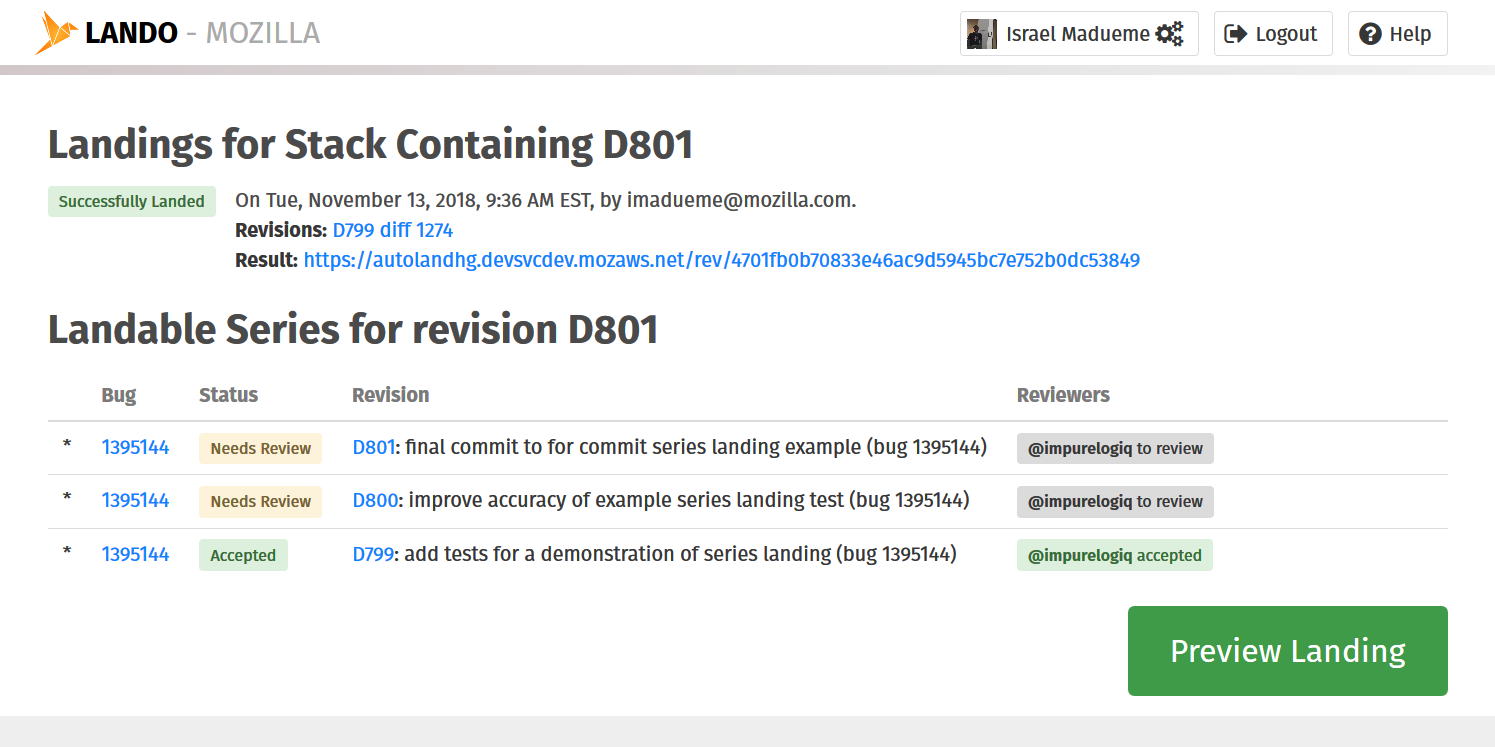 LANDO - MOZILLA
Israel Madueme
Logout
Help
Landings for Stack Containing D801
Successfully Landed
On Tue, November 13, 2018, 9:36 AM EST, by imadueme@mozilla.com.
Revisions: D799 diff 1274
Result: https://autolandhg.devsvcdev.mozaws.net/rev/4701fb0b70833e46ac9d5945bc7e752b0dc53849
Landable Series for revision D801
Bug Status Revision Reviewers
* 1395144 Needs Review D801: final commit to for commit series landing example (bug 1395144) @impurelogiq to review
* 1395144 Needs Review D800: improve accuracy of example series landing test (bug 1395144) @impurelogiq to review
* 1395144 Accepted D799: add tests for a demonstration of series landing (bug 1395144) @impurelogiq accepted
Preview Landing